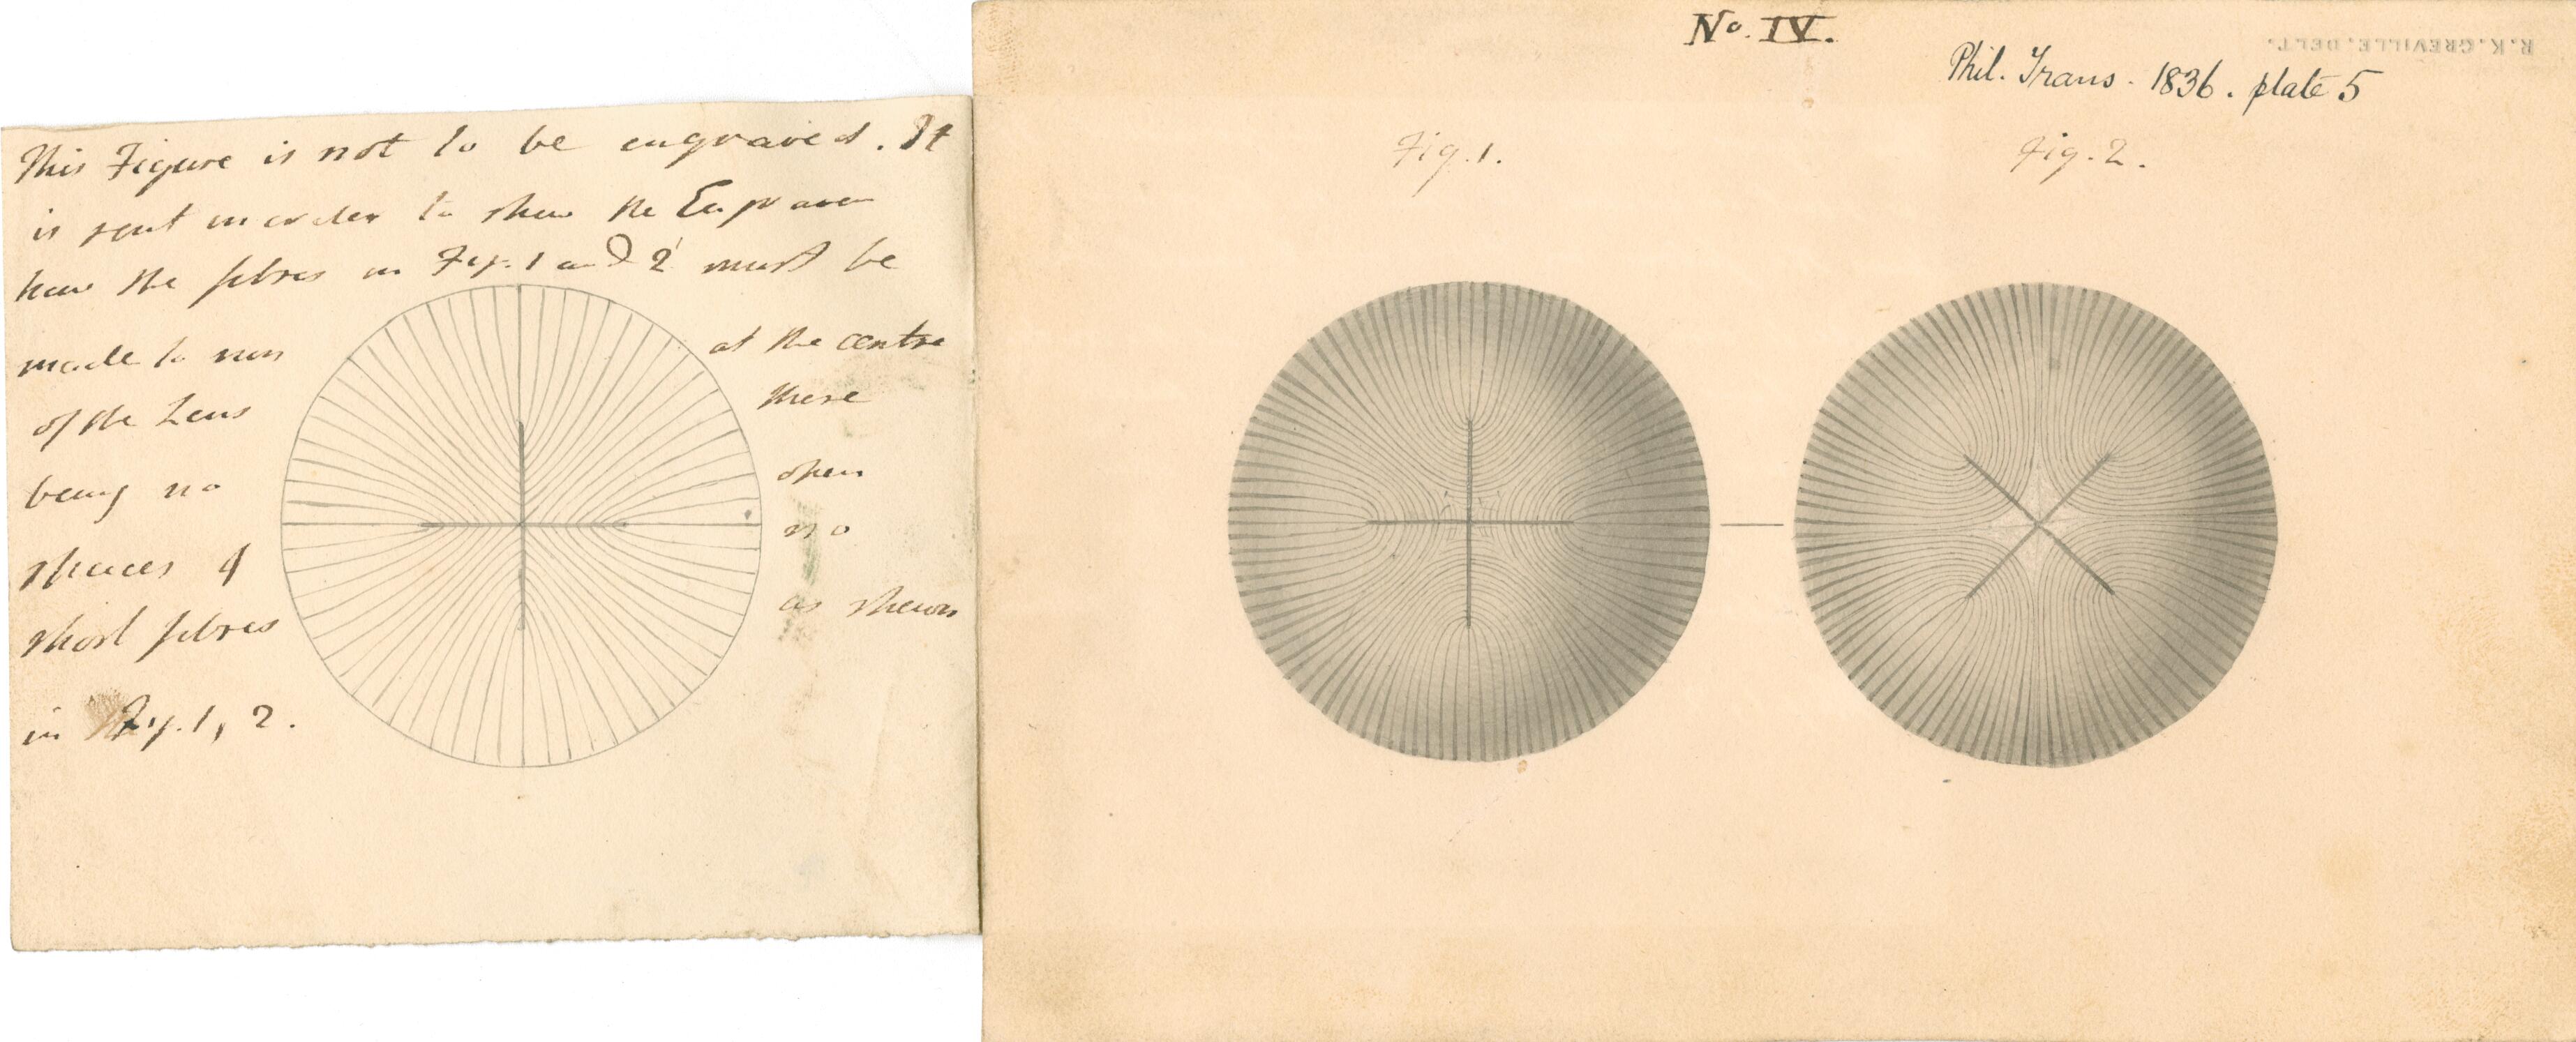 This Figure is not to be engraved. It
is sent in order to shew the Engraver
how the fibres in Fig. 1 and 2 must be
made to run at the centre
of the Lens there
being no open
spaces & no
short fibres as shewn
in Fig. 1, 2.
No. IV.
R.K.GREVILLE, DELT.
Phil. Trans. 1836. plate 5
Fig. 1.
Fig. 2.